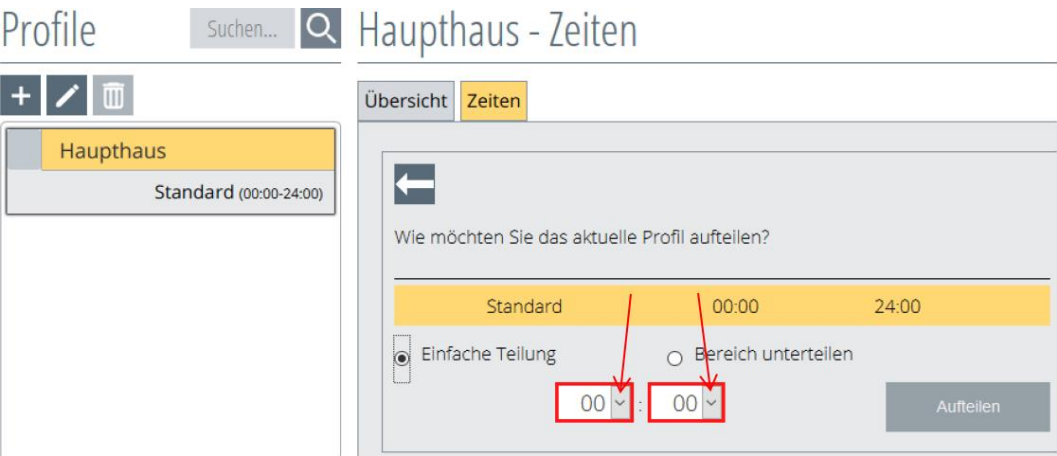 Profile
Suchen...
Haupthaus
Standard (00:00-24:00)
Haupthaus - Zeiten
Übersicht Zeiten
Wie möchten Sie das aktuelle Profil aufteilen?
Standard 00:00 24:00
Einfache Teilung Bereich unterteilen
00 : 00
Aufteilen